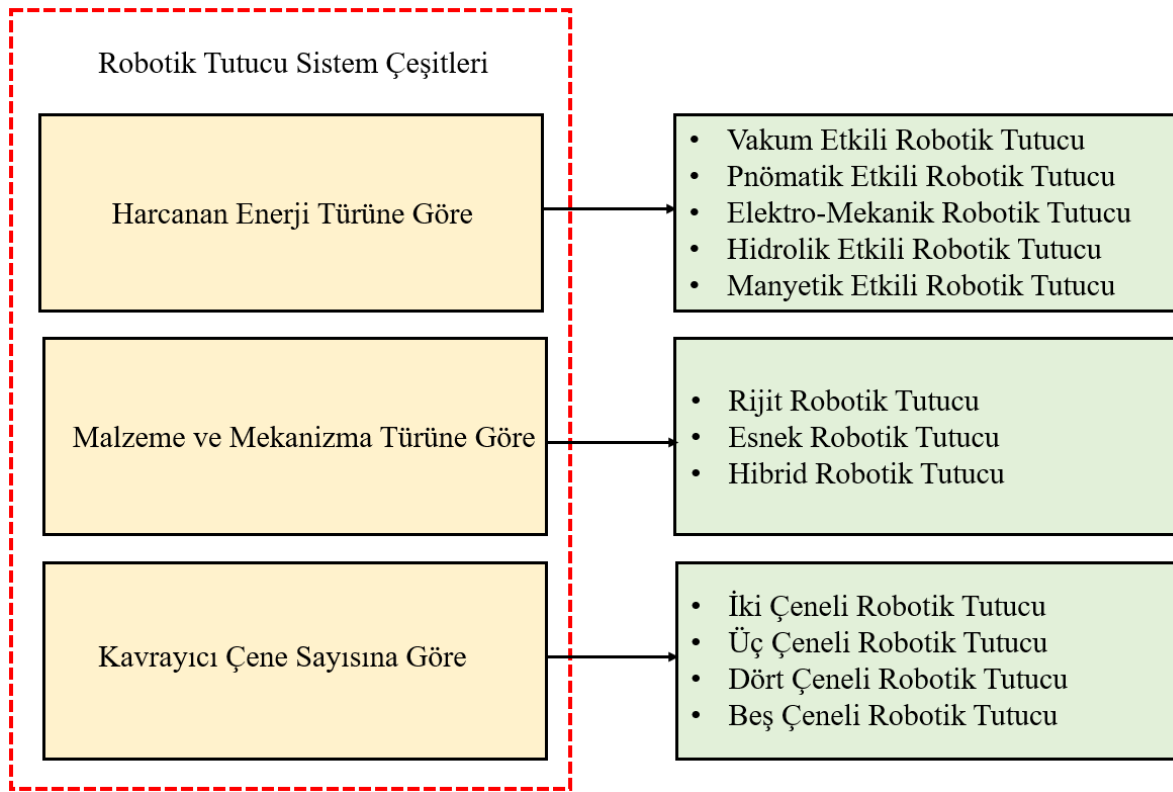 Robotik Tutucu Sistem Çeşitleri
Harcanan Enerji Türüne Göre
• Vakum Etkili Robotik Tutucu
• Pnömatik Etkili Robotik Tutucu
• Elektro-Mekanik Robotik Tutucu
• Hidrolik Etkili Robotik Tutucu
• Manyetik Etkili Robotik Tutucu
Malzeme ve Mekanizma Türüne Göre
• Rijit Robotik Tutucu
• Esnek Robotik Tutucu
• Hibrid Robotik Tutucu
Kavrayıcı Çene Sayısına Göre
• İki Çeneli Robotik Tutucu
• Üç Çeneli Robotik Tutucu
• Dört Çeneli Robotik Tutucu
• Beş Çeneli Robotik Tutucu